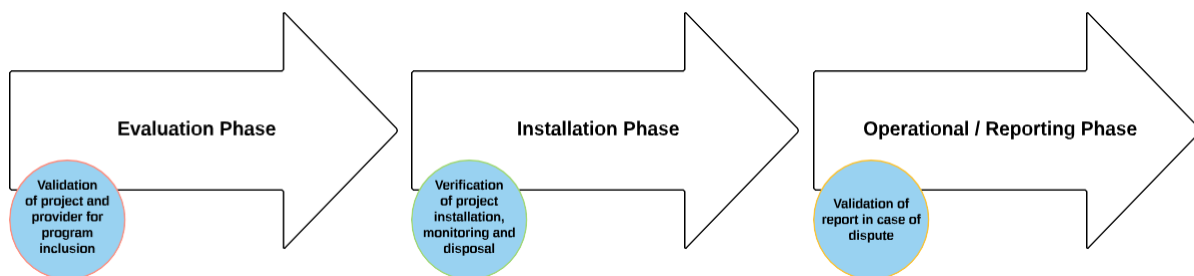 Evaluation Phase
Validation
of project and
provider for
program
inclusion
Installation Phase
Verification
of project
installation,
monitoring and
disposal
Operational / Reporting Phase
Validation of
report in case of
dispute